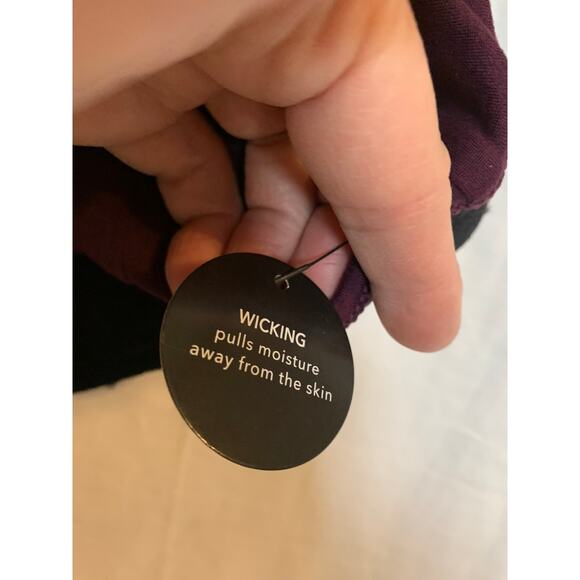 WICKING
pulls moisture
away from the skin